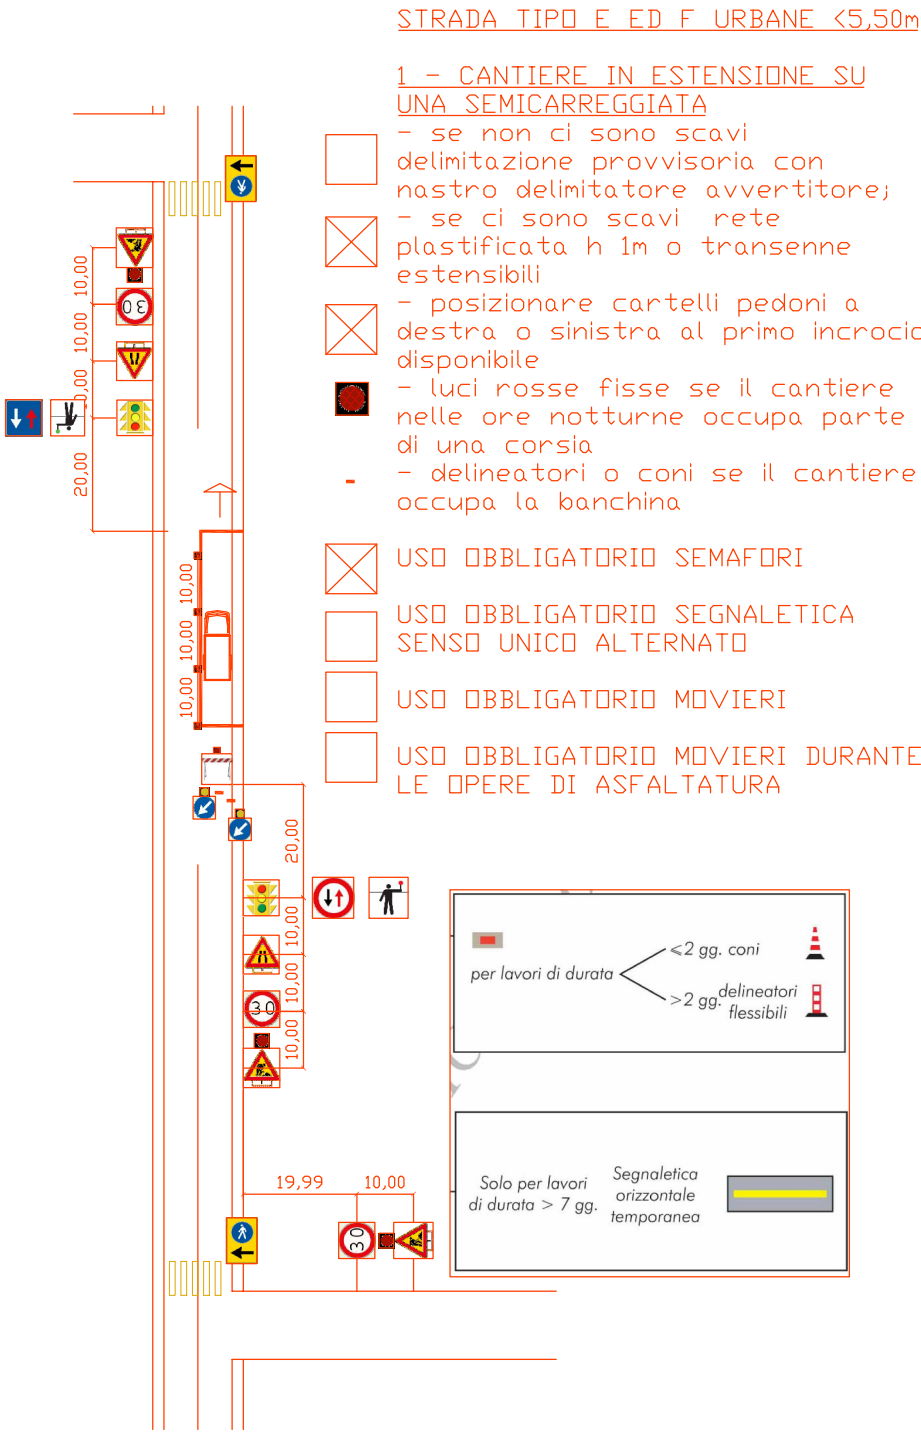 STRADA TIPO E ED F URBANE <5,50m
1 - CANTIERE IN ESTENSIONE SU
UNA SEMICARREGGIATA
- se non ci sono scavi
delimitazione provvisoria con
nastro delimitatore avvertitore;
- se ci sono scavi rete
plastificata h 1m o transenne
estensibili
- posizionare cartelli pedoni a
destra o sinistra al primo incrocio
disponibile
- luci rosse fisse se il cantiere
nelle ore notturne occupa parte
di una corsia
- delineatori o coni se il cantiere
occupa la banchina
USO OBBLIGATORIO SEMAFORI
USO OBBLIGATORIO SEGNALETICA
SENSO UNICO ALTERNATO
USO OBBLIGATORIO MOVIERI
USO OBBLIGATORIO MOVIERI DURANTE
LE OPERE DI ASFALTATURA
10,00
30
10,00
20,00
10,00
10,00
10,00
20,00
10,00
10,00
30
10,00
19,99
10,00
30
per lavori di durata
≤2 gg. coni
>2 gg. delineatori
flessibili
Solo per lavori
di durata > 7 gg.
Segnaletica
orizzontale
temporanea